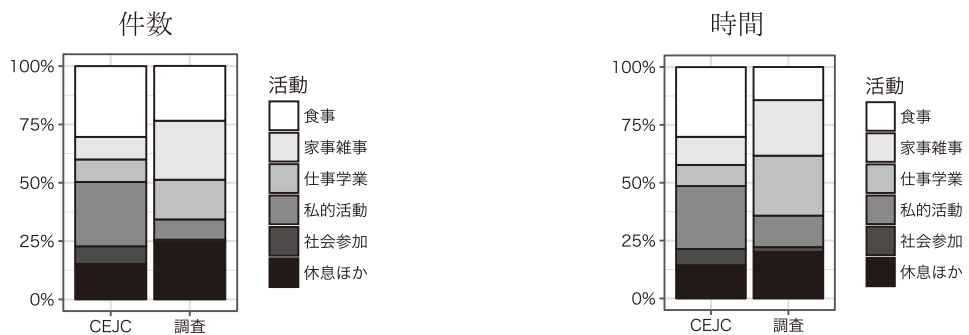 件数
100%
75%
50%
25%
0%
CEJC 調査
活動
食事
家事雑事
仕事学業
私的活動
社会参加
休息ほか
時間
100%
75%
50%
25%
0%
CEJC 調査
活動
食事
家事雑事
仕事学業
私的活動
社会参加
休息ほか